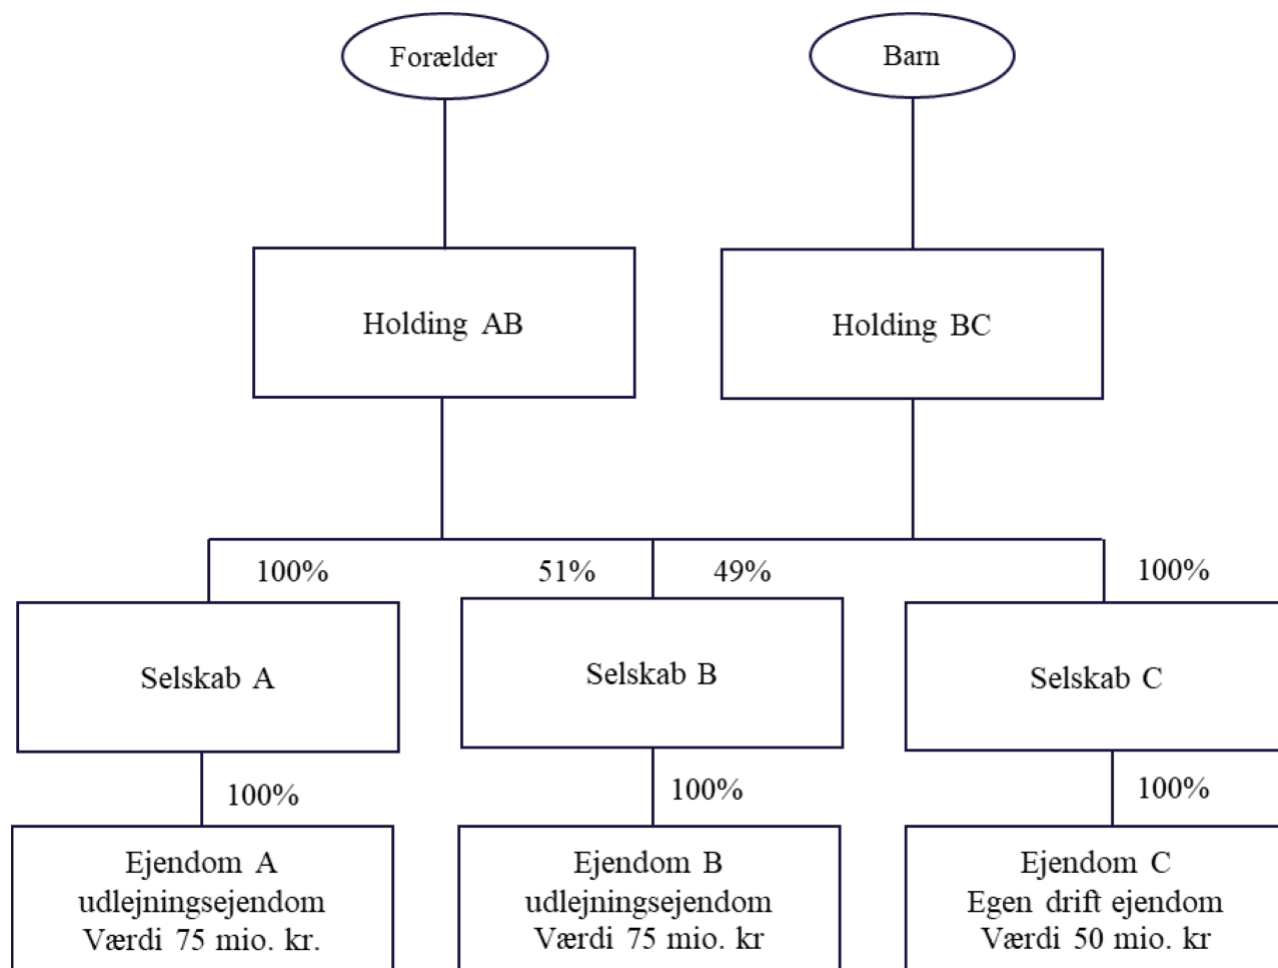 Forælder
Barn
Holding AB
Holding BC
100%
51%
49%
100%
Selskab A
Selskab B
Selskab C
100%
100%
100%
Ejendom A
udlejningsejendom
Værdi 75 mio. kr.
Ejendom B
udlejningsejendom
Værdi 75 mio. kr
Ejendom C
Egen drift ejendom
Værdi 50 mio. kr